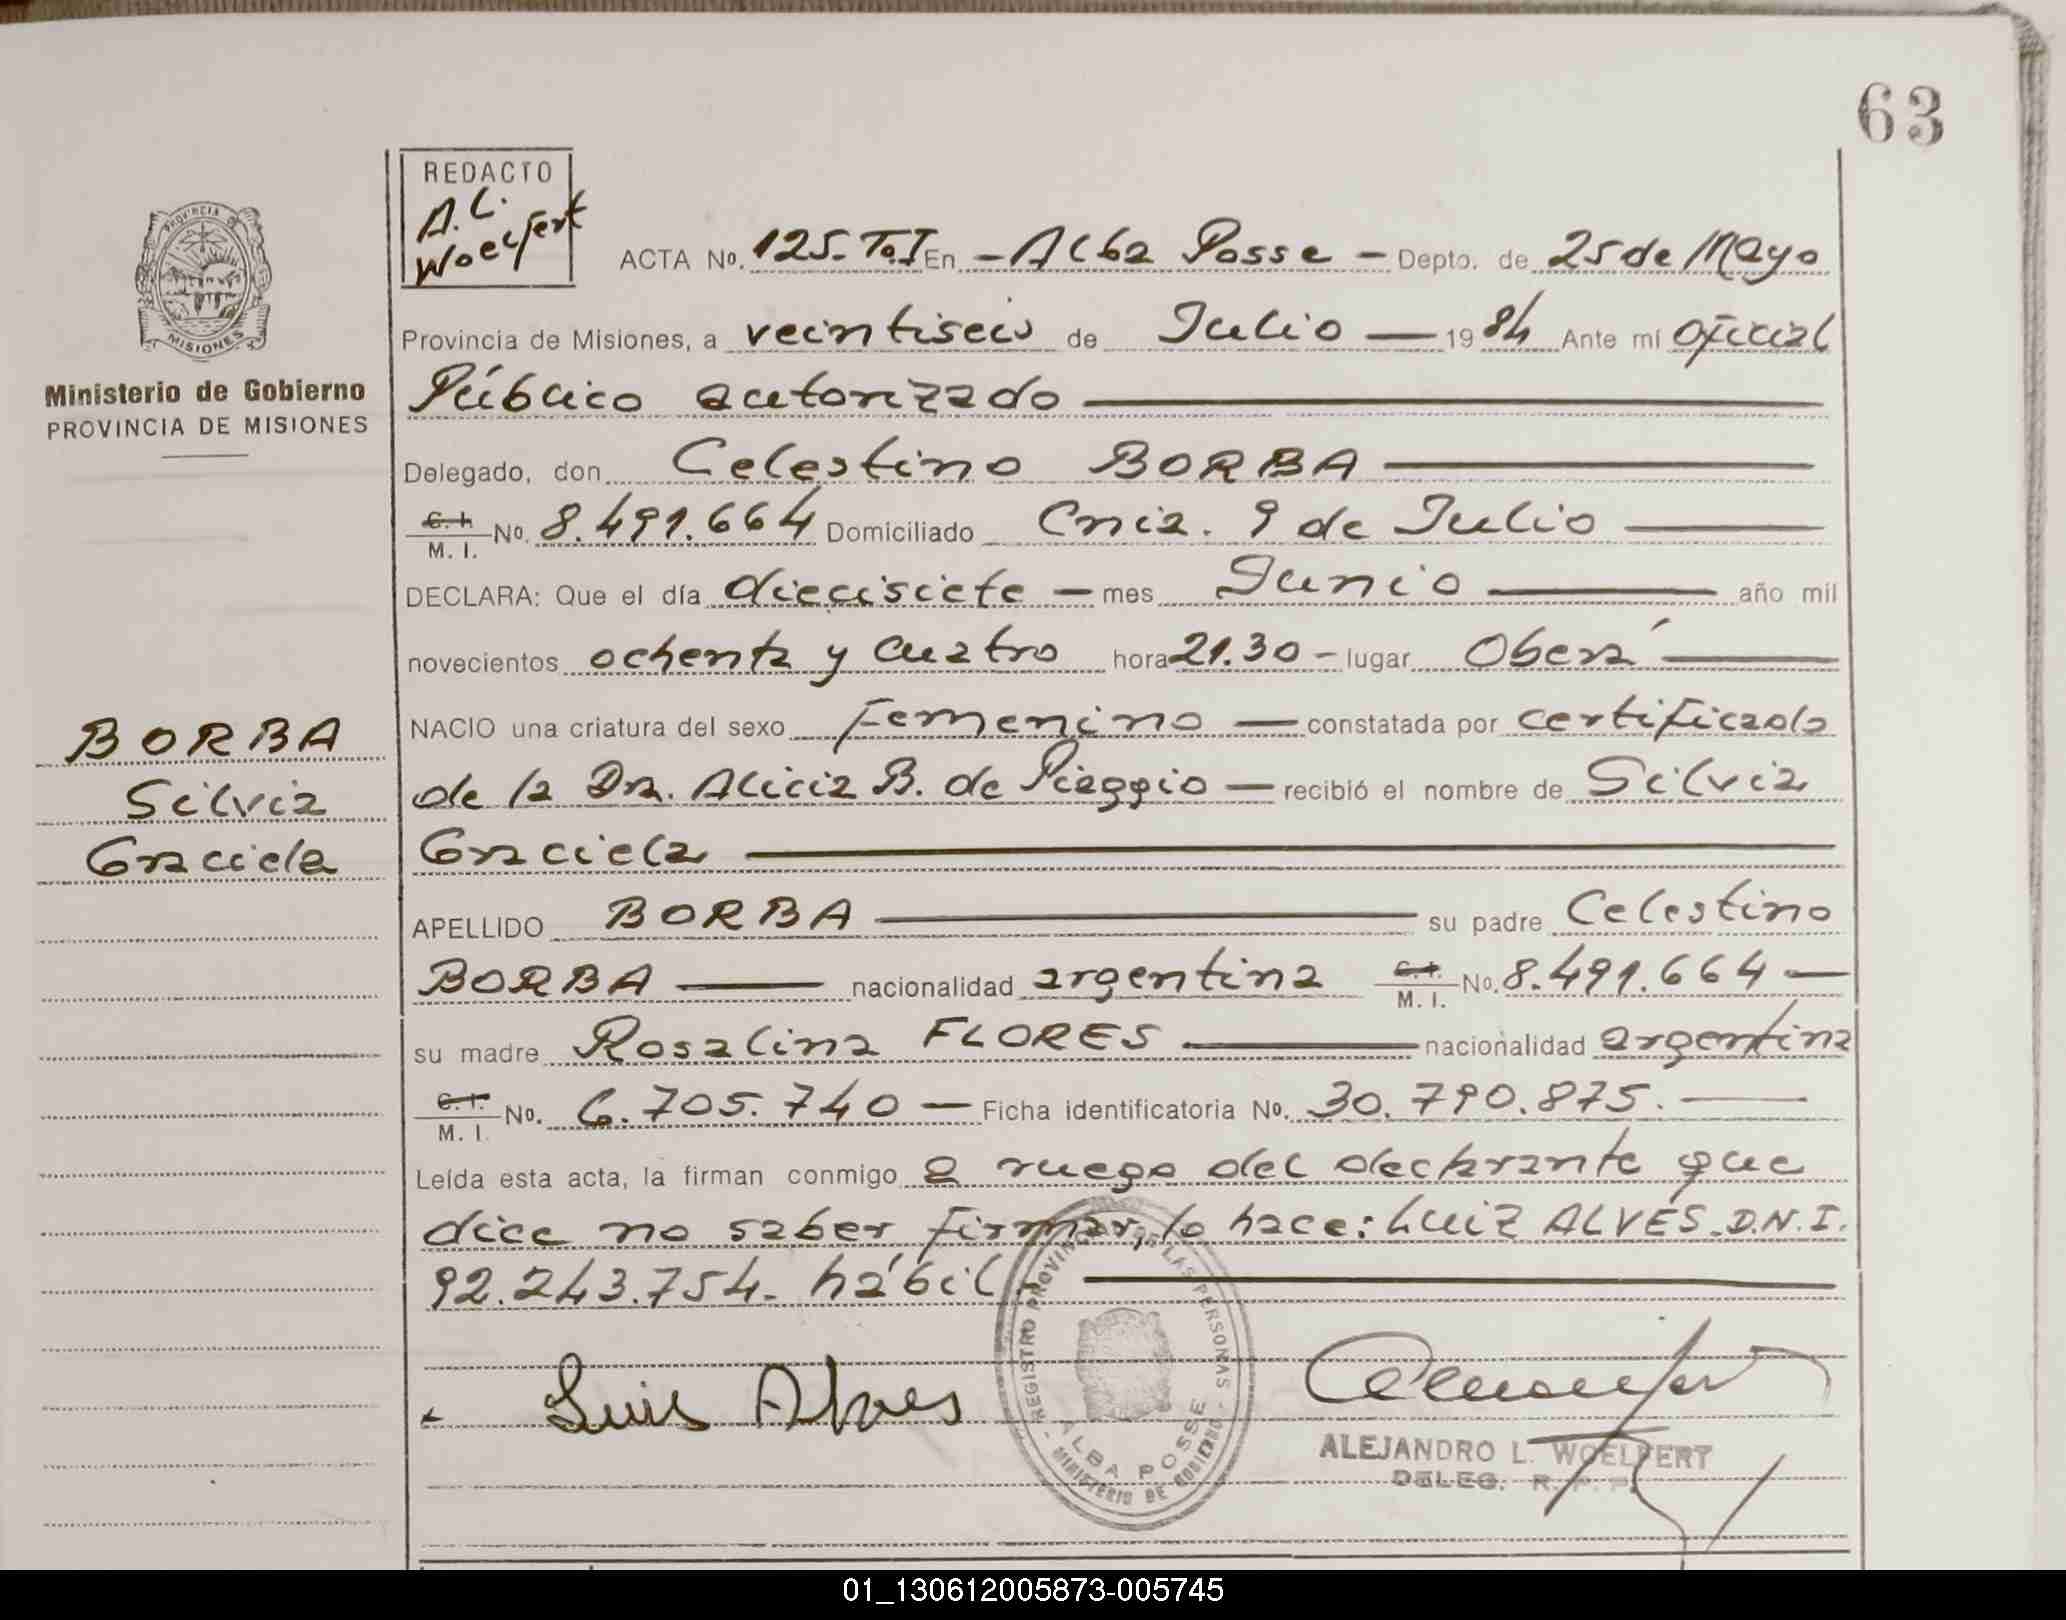 63
REDACTO
A.L.
Woelfert
PROVINCIA
MISIONES
Ministerio de Gobierno
PROVINCIA DE MISIONES
ACTA No. 125. To.I En - Alba Posse - Depto. de 25 de Mayo
Provincia de Misiones, a veintiseis de Julio — 19 84 Ante mí Oficial
Público autorizado
Delegado, don Celestino BORBA
C. I. M. I. No. 8.491.664 Domiciliado Cnia. 9 de Julio
DECLARA: Que el día diecisiete — mes Junio — año mil
novecientos ochenta y cuatro hora 21.30 - lugar Oberá
NACIO una criatura del sexo femenino — constatada por certificado
de la Dra. Alicia B. de Piaggio — recibió el nombre de Silvia
Graciela
BORBA
Silvia
Graciela
APELLIDO BORBA — su padre Celestino
BORBA — nacionalidad argentina C. I. M. I. No. 8.491.664 —
su madre Rosalina FLORES — nacionalidad argentina
C. I. M. I. No. 6.705.740 — Ficha identificatoria No. 30.790.875.
Leída esta acta, la firman conmigo a ruego del declarante que
dice no saber firmar, lo hace: Luiz ALVES. D.N.I.
92.243.754. hábil
Luis Alves
REGISTRO PROVINCIAL DE LAS PERSONAS
ALBA POSSE
MINISTERIO DE GOBIERNO
ALEJANDRO L. WOELFERT
DELEG. R. P. P.
01_130612005873-005745